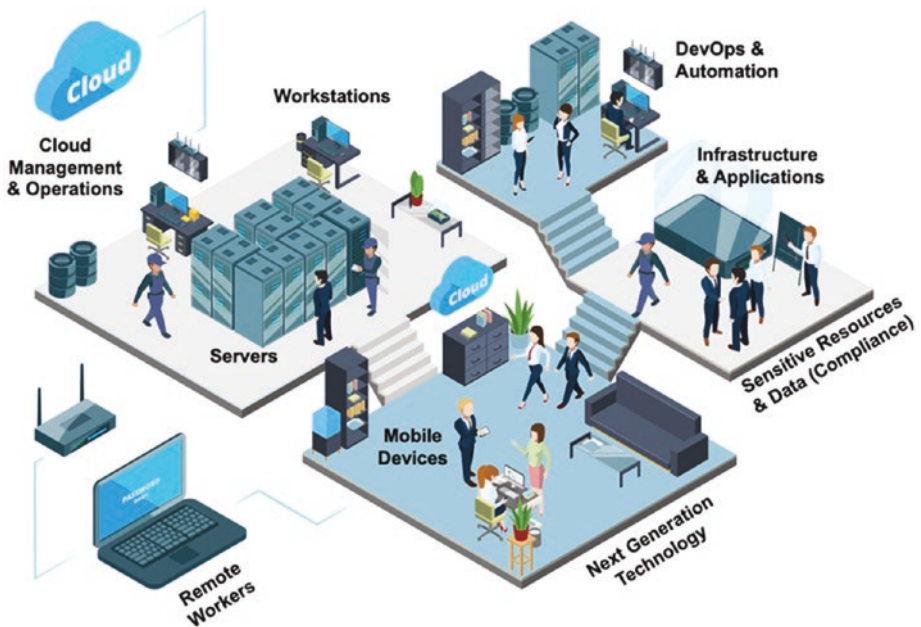 Cloud
Cloud
Management
& Operations
Workstations
DevOps &
Automation
Infrastructure
& Applications
Servers
Cloud
Sensitive Resources
& Data (Compliance)
Mobile
Devices
Next Generation
Technology
PASSWORD
Remote
Workers